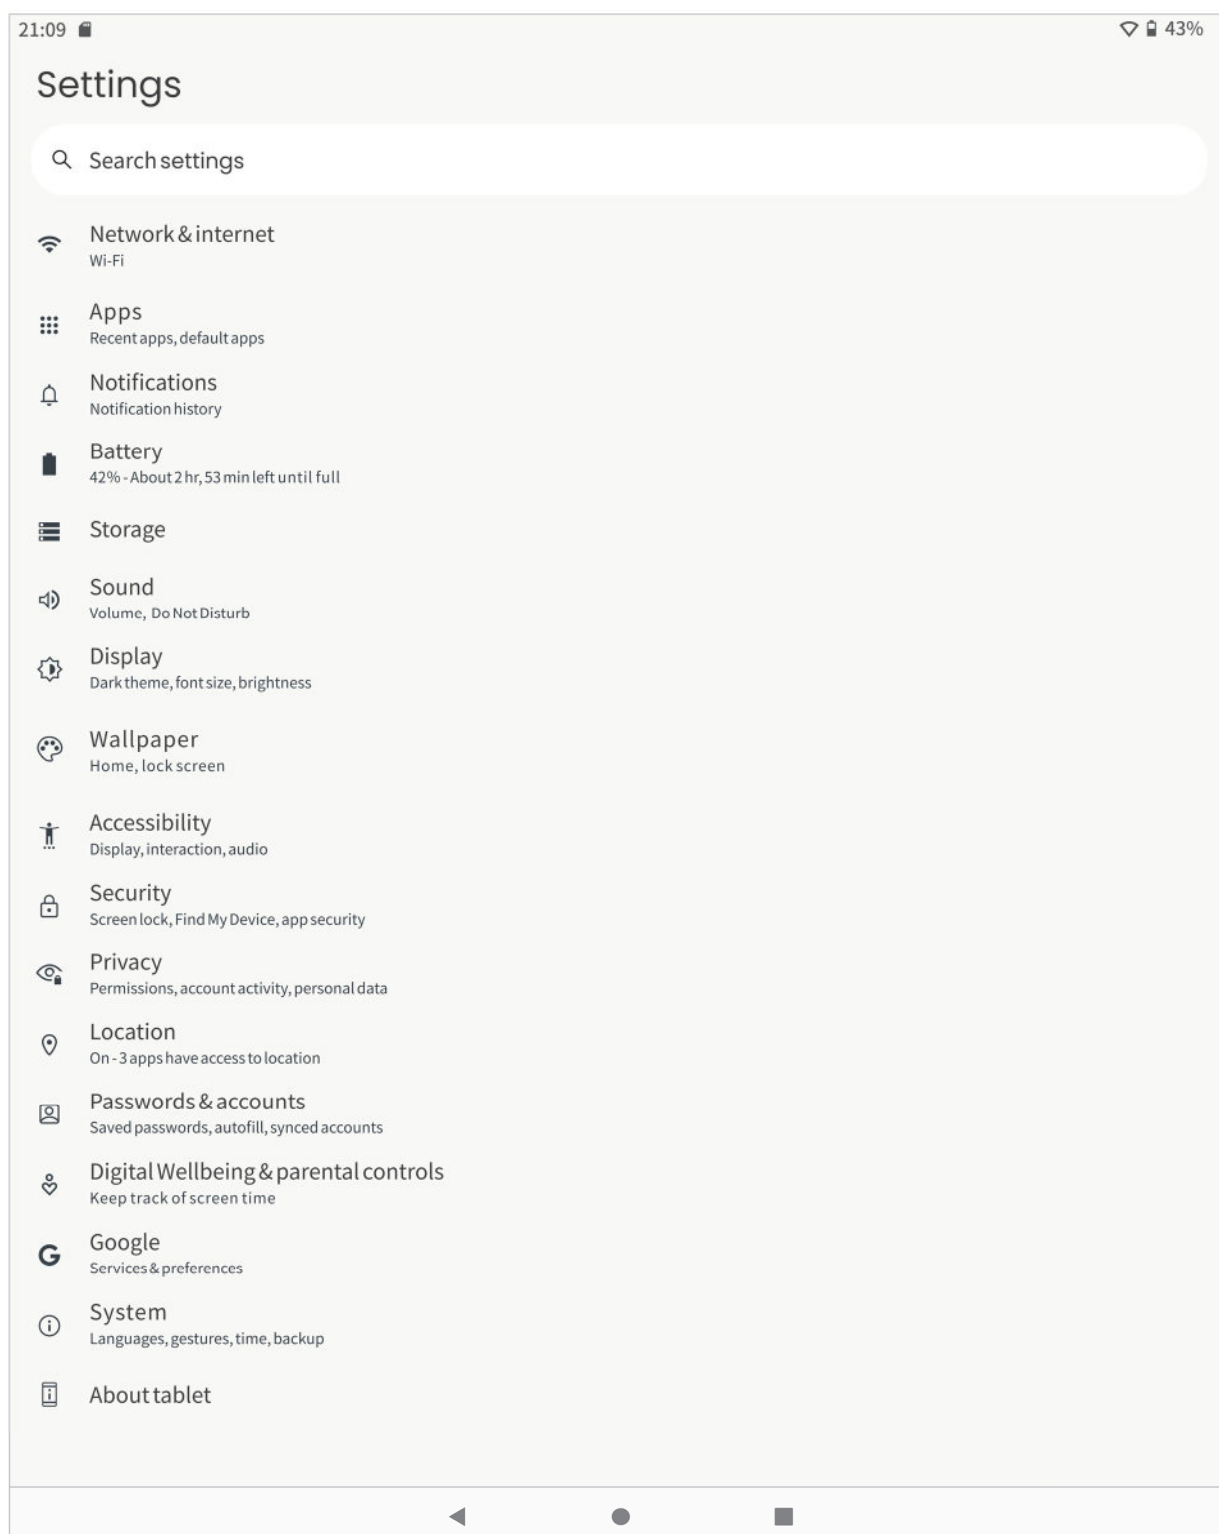 21:09 43%
Settings
Search settings
Network & internet
Wi-Fi
Apps
Recent apps, default apps
Notifications
Notification history
Battery
42% - About 2 hr, 53 min left until full
Storage
Sound
Volume, Do Not Disturb
Display
Dark theme, font size, brightness
Wallpaper
Home, lock screen
Accessibility
Display, interaction, audio
Security
Screen lock, Find My Device, app security
Privacy
Permissions, account activity, personal data
Location
On - 3 apps have access to location
Passwords & accounts
Saved passwords, autofill, synced accounts
Digital Wellbeing & parental controls
Keep track of screen time
Google
Services & preferences
System
Languages, gestures, time, backup
About tablet